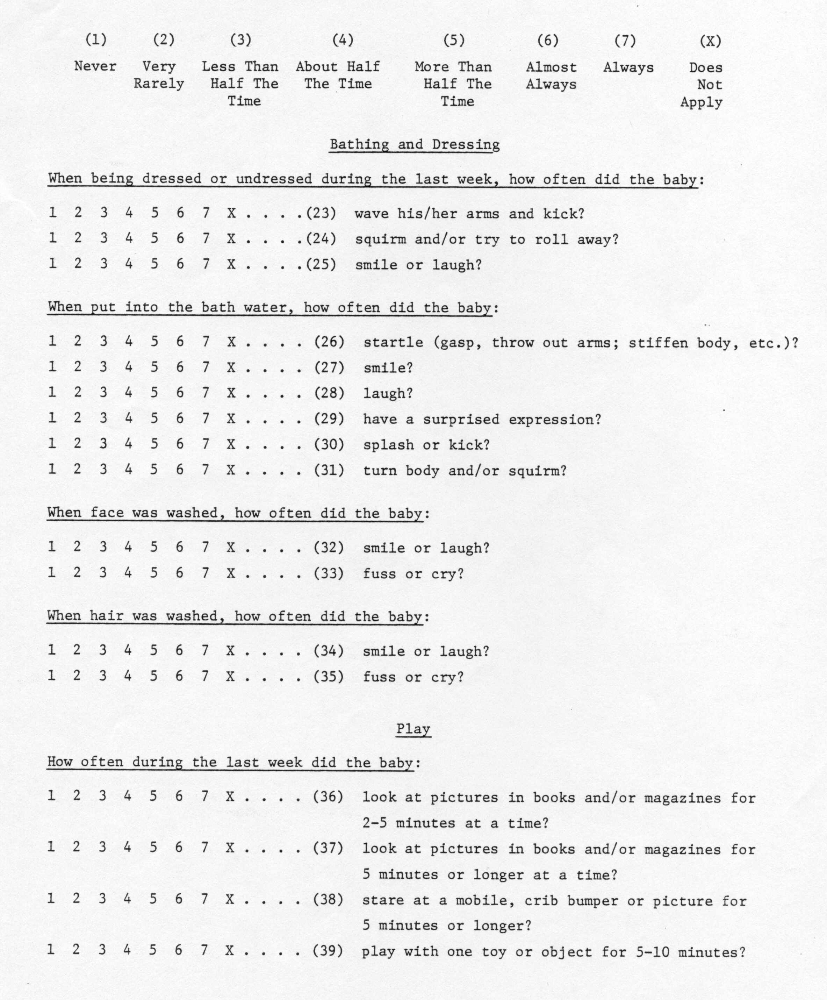 (1) (2) (3) (4) (5) (6) (7) (X)
Never Very Less Than About Half More Than Almost Always Does
Rarely Half The The Time Half The Always Not
Time Time Apply
Bathing and Dressing
When being dressed or undressed during the last week, how often did the baby:
1 2 3 4 5 6 7 X . . . .(23) wave his/her arms and kick?
1 2 3 4 5 6 7 X . . . .(24) squirm and/or try to roll away?
1 2 3 4 5 6 7 X . . . .(25) smile or laugh?
When put into the bath water, how often did the baby:
1 2 3 4 5 6 7 X . . . . (26) startle (gasp, throw out arms; stiffen body, etc.)?
1 2 3 4 5 6 7 X . . . . (27) smile?
1 2 3 4 5 6 7 X . . . . (28) laugh?
1 2 3 4 5 6 7 X . . . . (29) have a surprised expression?
1 2 3 4 5 6 7 X . . . . (30) splash or kick?
1 2 3 4 5 6 7 X . . . . (31) turn body and/or squirm?
When face was washed, how often did the baby:
1 2 3 4 5 6 7 X . . . . (32) smile or laugh?
1 2 3 4 5 6 7 X . . . . (33) fuss or cry?
When hair was washed, how often did the baby:
1 2 3 4 5 6 7 X . . . . (34) smile or laugh?
1 2 3 4 5 6 7 X . . . . (35) fuss or cry?
Play
How often during the last week did the baby:
1 2 3 4 5 6 7 X . . . . (36) look at pictures in books and/or magazines for
2-5 minutes at a time?
1 2 3 4 5 6 7 X . . . . (37) look at pictures in books and/or magazines for
5 minutes or longer at a time?
1 2 3 4 5 6 7 X . . . . (38) stare at a mobile, crib bumper or picture for
5 minutes or longer?
1 2 3 4 5 6 7 X . . . . (39) play with one toy or object for 5-10 minutes?